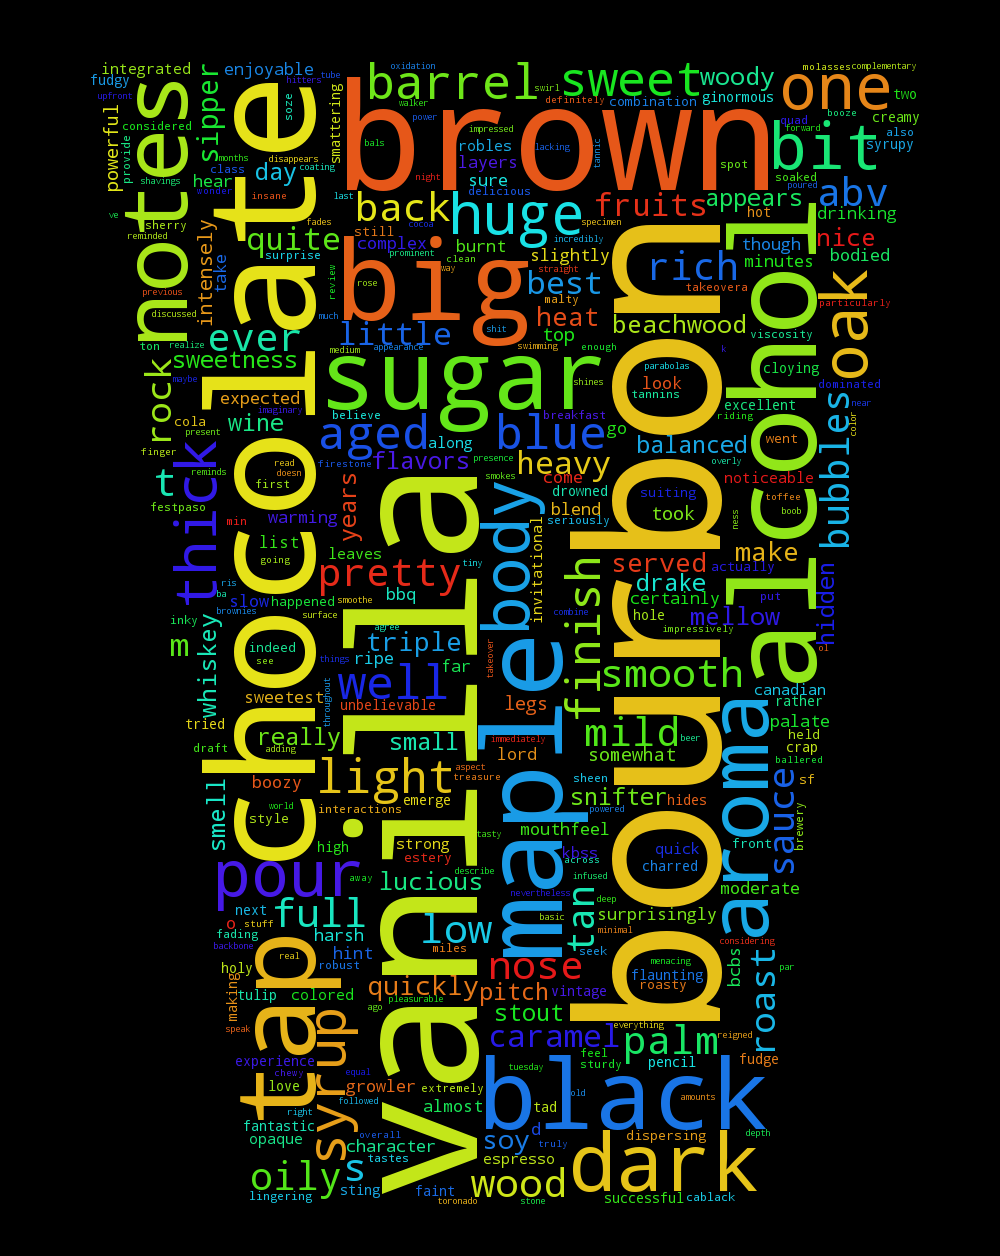 integrated
enjoyable
barrel
sweet
woody
one
molasses
complementary
fudgy
upfront
hitters
tube
oxidation
swirl
definitely
combination
ginormous
two
creamy
powerful
considered
provide
notes
sipper
chocolate
soze
smattering
brown
walker
power
bals
impressed
robles
lacking
tannic
quad
booze
forward
also
syrupy
bit
months
disappears
class
day
coating
layers
sure
delicious
spot
soaked
poured
abv
shavings
hear
wonder
insane
last
night
back
huge
fruits
appears
hot
drinking
ve
sherry
reminded
intensely
take
quite
fades
still
cocoa
complex
prominent
burnt
clean
specimen
incredibly
slightly
though
nice
bodied
surprise
review
big
way
straight
rich
minutes
previous
discussed
rose
best
malty
takeovera
particularly
much
little
shit
heat
beachwood
viscosity
ton
realize
ever
top
swimming
enough
oak
sweetness
medium
appearance
k
parabolas
cloying
rock
maybe
expected
sugar
shines
look
tannins
dominated
near
imaginary
believe
breakfast
excellent
riding
cola
wine
present
aged
along
blue
go
balanced
went
color
finger
reminds
read
doesn
firestone
flavors
presence
heavy
overly
bubbles
t
thick
first
years
smokes
come
noticeable
toffee
festpaso
warming
drowned
suiting
boob
blend
seriously
took
ness
min
list
going
leaves
invitational
make
ris
ba
pretty
tiny
served
actually
drake
put
slow
happened
bbq
smoothe
body
certainly
hidden
inky
brownies
surface
combine
hole
mellow
impressively
m
whiskey
indeed
agree
triple
finish
bourbon
alcohol
ol
see
things
ripe
far
takeover
smooth
sweetest
throughout
well
unbelievable
legs
canadian
rather
tried
really
small
immediately
beer
mild
palate
held
draft
adding
lord
somewhat
crap
ballered
boozy
light
aspect
treasure
sheen
snifter
hides
sf
smell
world
style
interactions
emerge
powered
sauce
high
strong
tasty
mouthfeel
brewery
estery
describe
kbss
quick
front
pour
away
lucious
across
infused
charred
moderate
next
o
stuff
full
nevertheless
deep
maple
basic
tan
surprisingly
fading
backbone
harsh
low
minimal
considering
aroma
holy
real
hint
robust
miles
seek
menacing
flaunting
bcbs
par
making
tulip
colored
quickly
nose
pitch
vintage
roasty
roast
tap
ago
pleasurable
stout
speak
syrup
vanilla
caramel
everything
reigned
palm
experience
chewy
equal
feel
sturdy
pencil
fudge
love
growler
extremely
tuesday
black
old
amounts
right
followed
almost
tad
fantastic
opaque
overall
character
soy
d
truly
dispersing
depth
tastes
espresso
dark
oily
s
sting
faint
wood
lingering
toronado
stone
successful
cablack